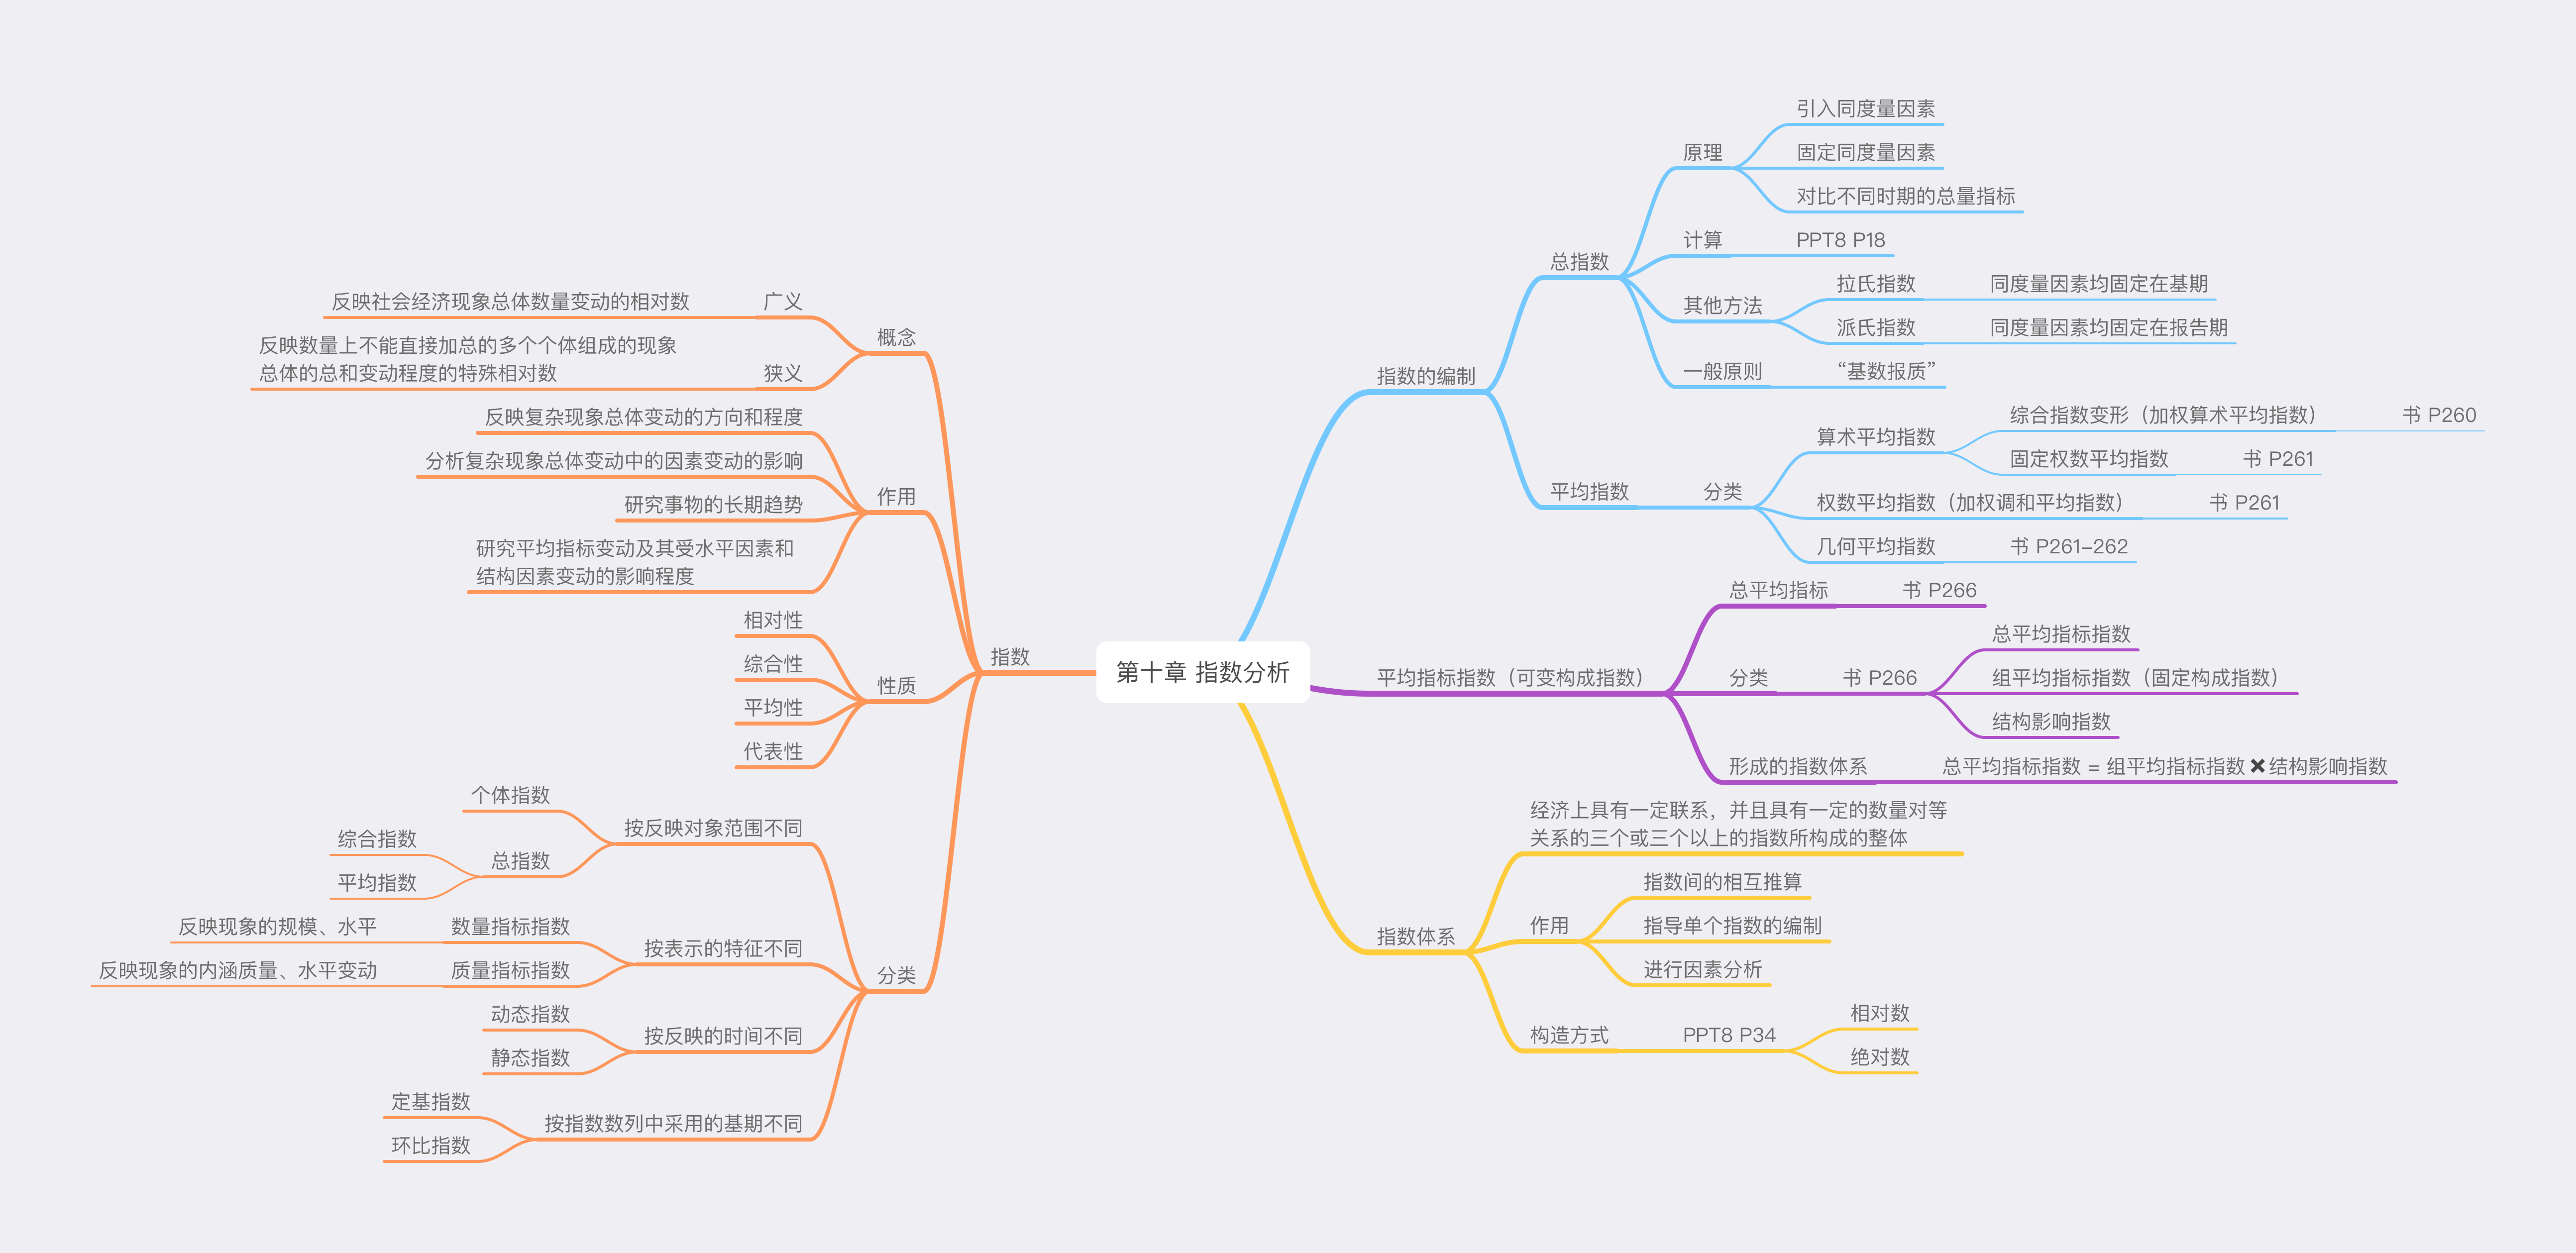 第十章 指数分析
指数
概念
广义
反映社会经济现象总体数量变动的相对数
狭义
反映数量上不能直接加总的多个个体组成的现象
总体的总和变动程度的特殊相对数
作用
反映复杂现象总体变动的方向和程度
分析复杂现象总体变动中的因素变动的影响
研究事物的长期趋势
研究平均指标变动及其受水平因素和
结构因素变动的影响程度
性质
相对性
综合性
平均性
代表性
分类
按反映对象范围不同
个体指数
总指数
综合指数
平均指数
按表示的特征不同
数量指标指数
反映现象的规模、水平
质量指标指数
反映现象的内涵质量、水平变动
按反映的时间不同
动态指数
静态指数
按指数数列中采用的基期不同
定基指数
环比指数
指数的编制
总指数
原理
引入同度量因素
固定同度量因素
对比不同时期的总量指标
计算
PPT8 P18
其他方法
拉氏指数
同度量因素均固定在基期
派氏指数
同度量因素均固定在报告期
一般原则
“基数报质”
平均指数
分类
算术平均指数
综合指数变形（加权算术平均指数）
书 P260
固定权数平均指数
书 P261
权数平均指数（加权调和平均指数）
书 P261
几何平均指数
书 P261-262
平均指标指数（可变构成指数）
总平均指标
书 P266
分类
书 P266
总平均指标指数
组平均指标指数（固定构成指数）
结构影响指数
形成的指数体系
总平均指标指数 = 组平均指标指数✖结构影响指数
指数体系
经济上具有一定联系，并且具有一定的数量对等
关系的三个或三个以上的指数所构成的整体
作用
指数间的相互推算
指导单个指数的编制
进行因素分析
构造方式
PPT8 P34
相对数
绝对数